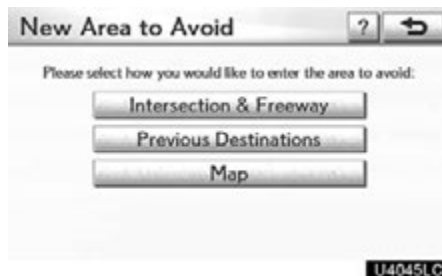 New Area to Avoid ?
Please select how you would like to enter the area to avoid:
Intersection & Freeway
Previous Destinations
Map
U4045LC